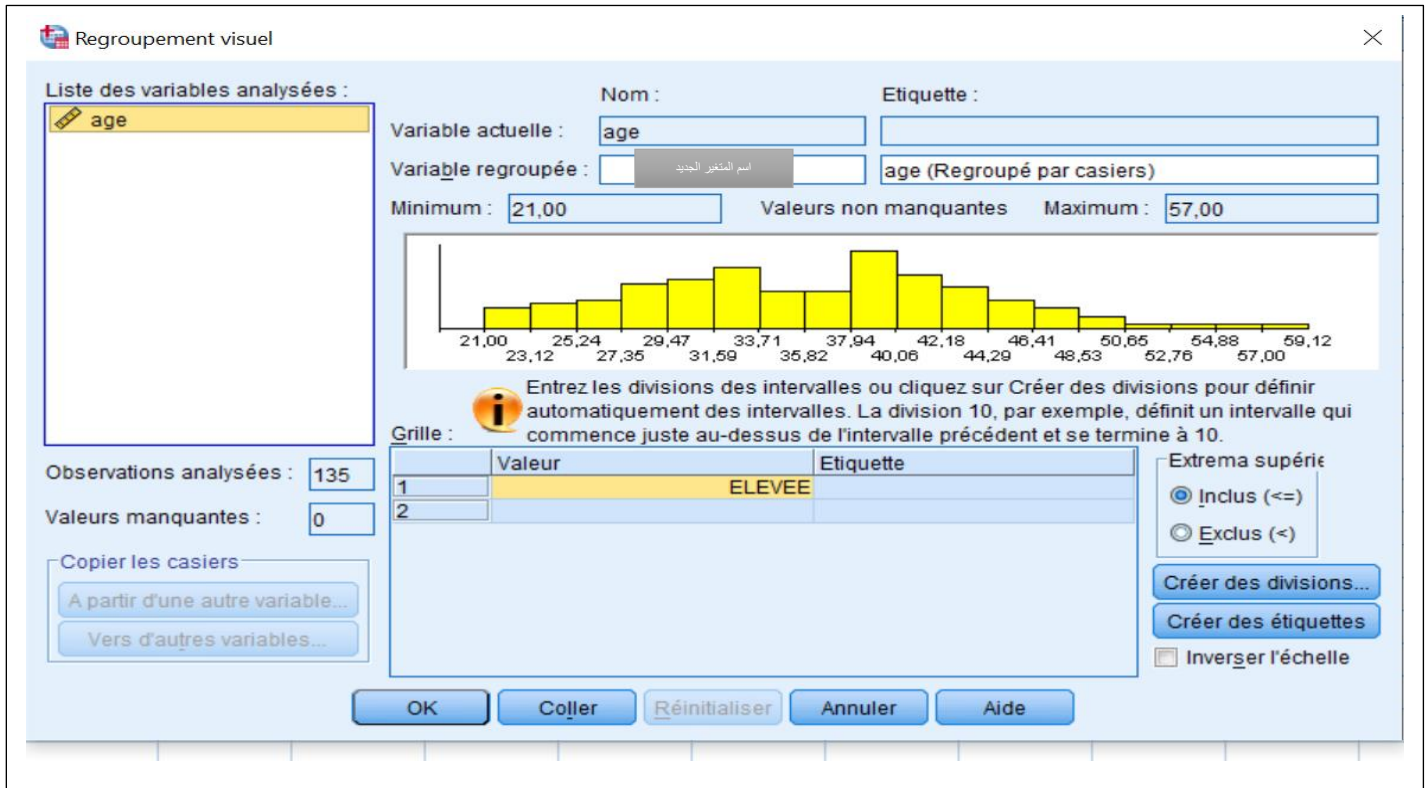 Regroupement visuel
Liste des variables analysées :
age
Nom :
Etiquette :
Variable actuelle :
age
Variable regroupée :
اسم المتغير الجديد
age (Regroupé par casiers)
Minimum :
21,00
Valeurs non manquantes
Maximum :
57,00
21,00 25,24 29,47 33,71 37,94 42,18 46,41 50,65 54,88 59,12
23,12 27,35 31,59 35,82 40,06 44,29 48,53 52,76 57,00
Entrez les divisions des intervalles ou cliquez sur Créer des divisions pour définir
automatiquement des intervalles. La division 10, par exemple, définit un intervalle qui
commence juste au-dessus de l'intervalle précédent et se termine à 10.
Grille :
Valeur
Etiquette
1
ELEVEE
2
Observations analysées :
135
Valeurs manquantes :
0
Copier les casiers
A partir d'une autre variable...
Vers d'autres variables...
Extrema supérie
Inclus (<=)
Exclus (<)
Créer des divisions...
Créer des étiquettes
Inverser l'échelle
OK
Coller
Réinitialiser
Annuler
Aide